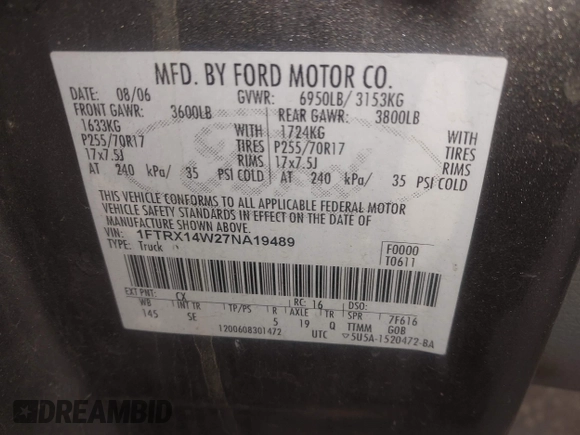 MFD. BY FORD MOTOR CO.
DATE: 08/06 GVWR: 6950LB/ 3153KG
FRONT GAWR: 3600LB REAR GAWR: 3800LB
1633KG WITH 1724KG WITH
P255/70R17 TIRES P255/70R17 TIRES
17x7.5J RIMS 17x7.5J RIMS
AT 240 kPa/ 35 PSI COLD AT 240 kPa/ 35 PSI COLD
Ford
THIS VEHICLE CONFORMS TO ALL APPLICABLE FEDERAL MOTOR
VEHICLE SAFETY STANDARDS IN EFFECT ON THE DATE OF
MANUFACTURE SHOWN ABOVE.
VIN: 1FTRX14W27NA19489 F0000
TYPE: Truck T0611
EXT PNT: CX RC: 16 DSO:
WB INT TR TP/PS R AXLE TR SPR 7F616
145 SE 5 19 Q TTMM G0B
1200608301472 UTC 5U5A-1520472-BA
DREAMBID